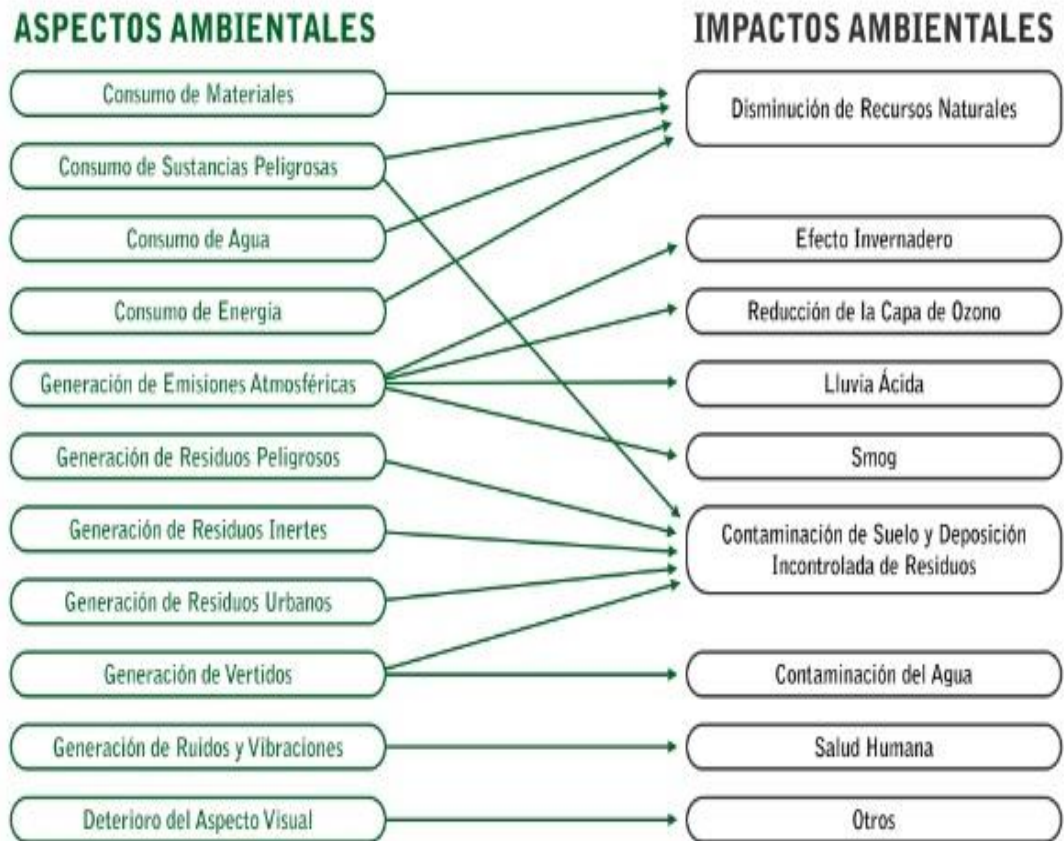 ASPECTOS AMBIENTALES
Consumo de Materiales
Consumo de Sustancias Peligrosas
Consumo de Agua
Consumo de Energía
Generación de Emisiones Atmosféricas
Generación de Residuos Peligrosos
Generación de Residuos Inertes
Generación de Residuos Urbanos
Generación de Vertidos
Generación de Ruidos y Vibraciones
Deterioro del Aspecto Visual
IMPACTOS AMBIENTALES
Disminución de Recursos Naturales
Efecto Invernadero
Reducción de la Capa de Ozono
Lluvia Ácida
Smog
Contaminación de Suelo y Deposición
Incontrolada de Residuos
Contaminación del Agua
Salud Humana
Otros